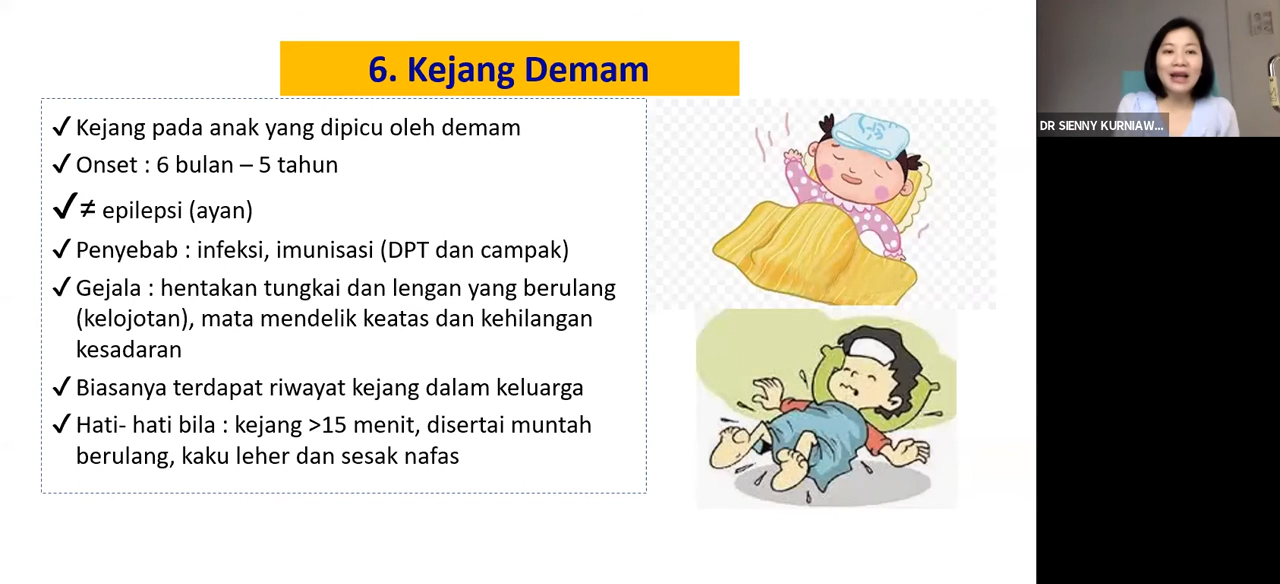 6. Kejang Demam
✓ Kejang pada anak yang dipicu oleh demam
✓ Onset : 6 bulan – 5 tahun
✓ ≠ epilepsi (ayan)
✓ Penyebab : infeksi, imunisasi (DPT dan campak)
✓ Gejala : hentakan tungkai dan lengan yang berulang
(kelojotan), mata mendelik keatas dan kehilangan
kesadaran
✓ Biasanya terdapat riwayat kejang dalam keluarga
✓ Hati- hati bila : kejang >15 menit, disertai muntah
berulang, kaku leher dan sesak nafas
DR SIENNY KURNIAW...